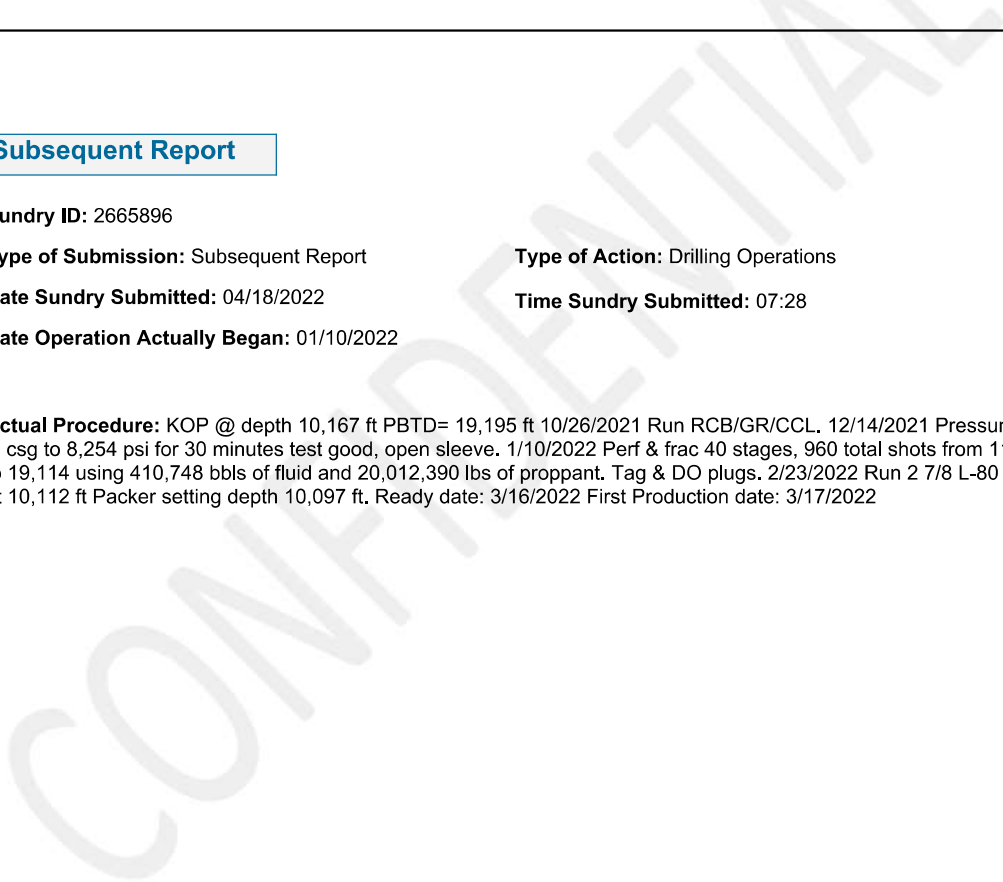 Subsequent Report
undry ID: 2665896
ype of Submission: Subsequent Report
Type of Action: Drilling Operations
ate Sundry Submitted: 04/18/2022
Time Sundry Submitted: 07:28
ate Operation Actually Began: 01/10/2022
ctual Procedure: KOP @ depth 10,167 ft PBTD= 19,195 ft 10/26/2021 Run RCB/GR/CCL. 12/14/2021 Pressu
csg to 8,254 psi for 30 minutes test good, open sleeve. 1/10/2022 Perf & frac 40 stages, 960 total shots from 1
19,114 using 410,748 bbls of fluid and 20,012,390 lbs of proppant. Tag & DO plugs. 2/23/2022 Run 2 7/8 L-80
10,112 ft Packer setting depth 10,097 ft. Ready date: 3/16/2022 First Production date: 3/17/2022
CONFIDENTIAL